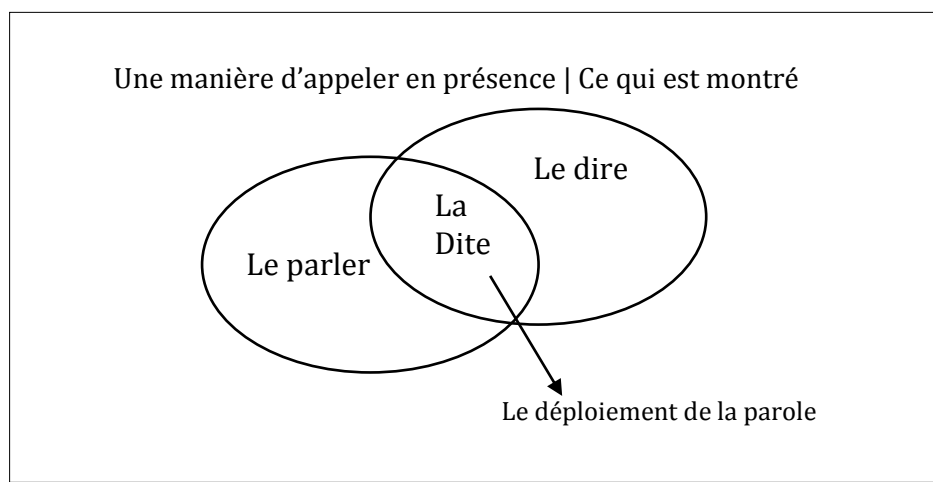 Une manière d’appeler en présence | Ce qui est montré
Le dire
La
Dite
Le parler
Le déploiement de la parole